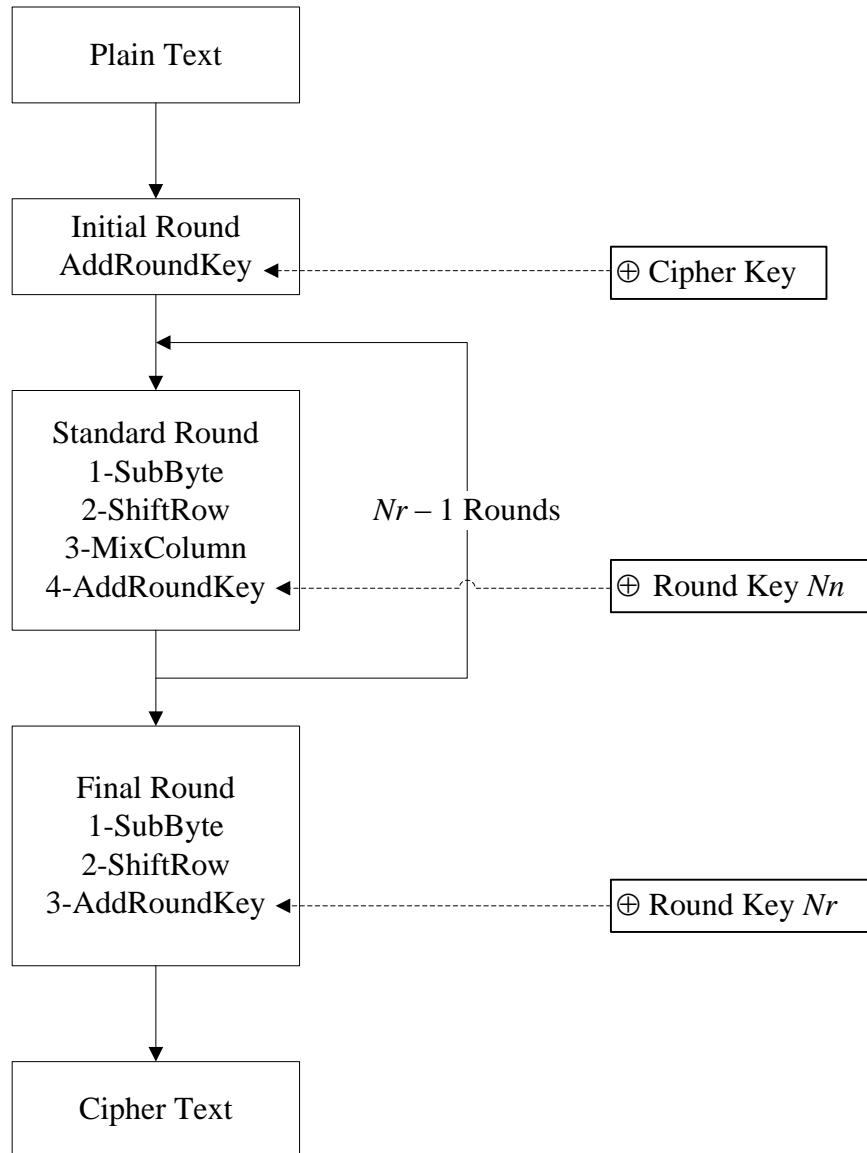 Plain Text
Initial Round
AddRoundKey
⊕ Cipher Key
Standard Round
1-SubByte
2-ShiftRow
3-MixColumn
4-AddRoundKey
Nr – 1 Rounds
⊕ Round Key Nn
Final Round
1-SubByte
2-ShiftRow
3-AddRoundKey
⊕ Round Key Nr
Cipher Text